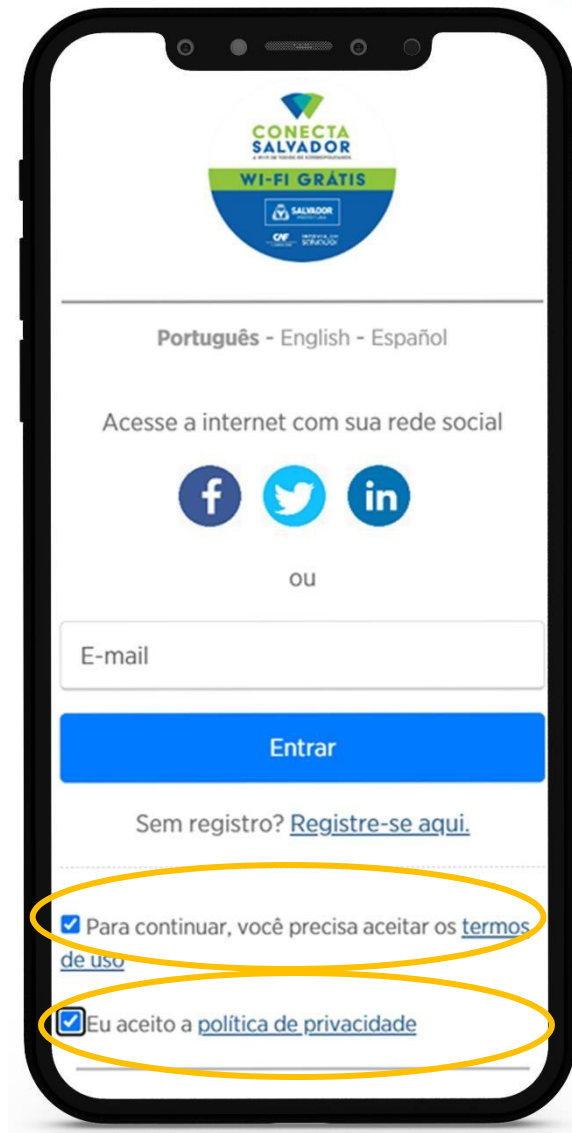 CONECTA
SALVADOR
WI-FI GRÁTIS
SALVADOR
Português - English - Español
Acesse a internet com sua rede social
f in
ou
E-mail
Entrar
Sem registro? Registre-se aqui.
Para continuar, você precisa aceitar os termos
de uso
Eu aceito a política de privacidade